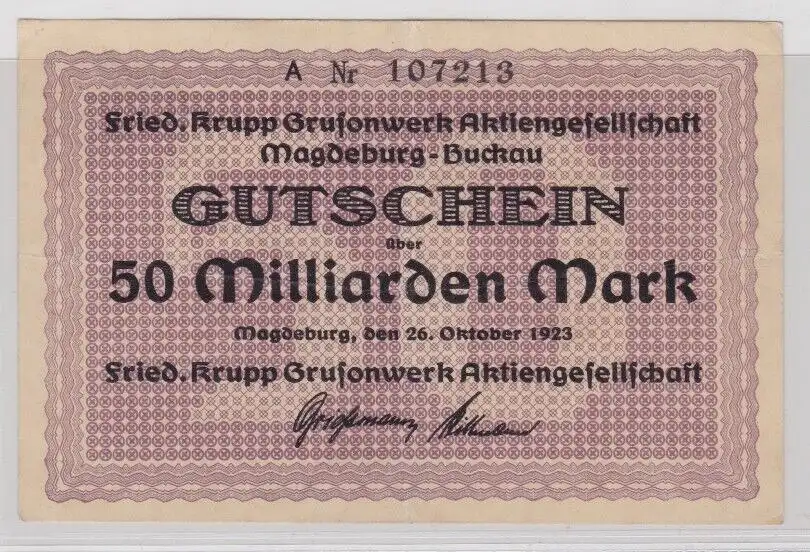 A Nr 107213
Fried. Krupp Gruſonwerk Aktiengeſellſchaft
Magdeburg-Buckau
GUTSCHEIN
über
50 Milliarden Mark
Magdeburg, den 26. Oktober 1923
Fried. Krupp Gruſonwerk Aktiengeſellſchaft